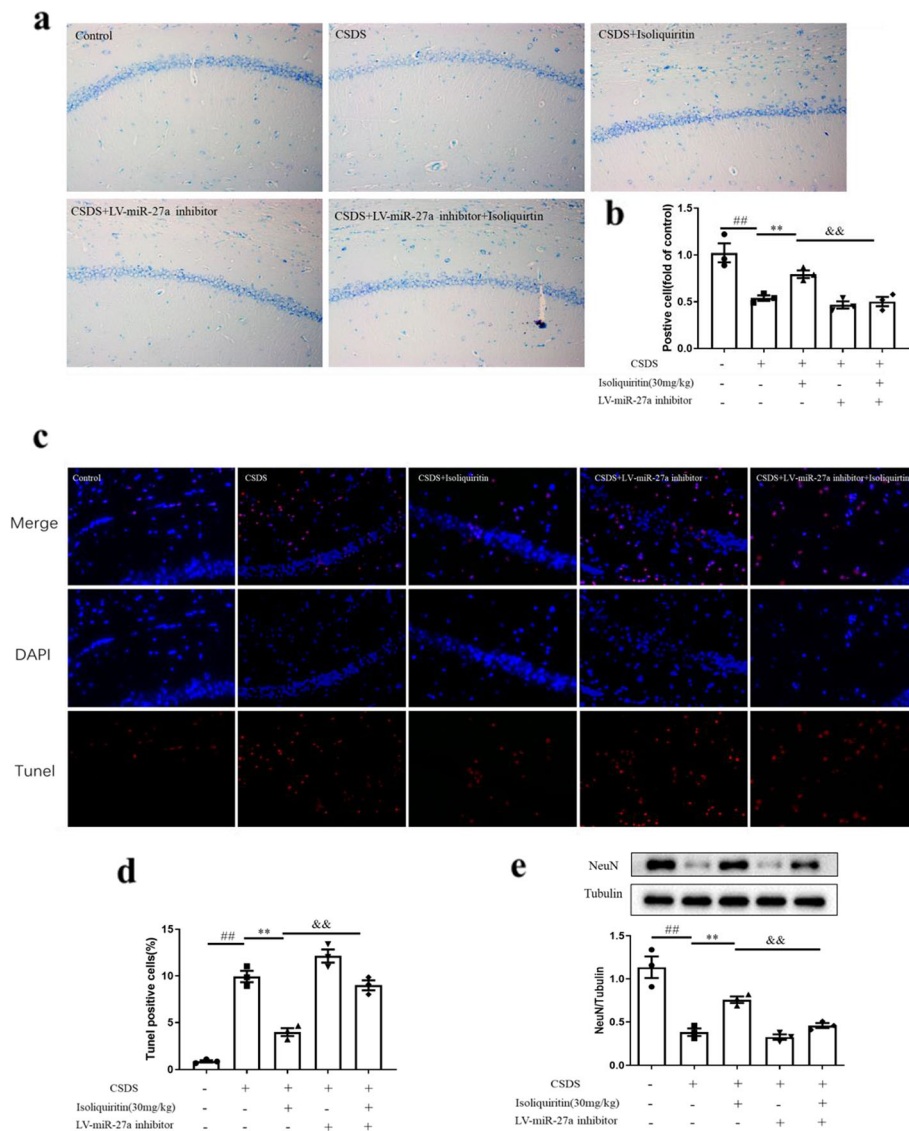 a
Control
CSDS
CSDS+Isoliquiritin
CSDS+LV-miR-27a inhibitor
CSDS+LV-miR-27a inhibitor+Isoliquirtin
b
Postive cell(fold of control)
1.5
1.0
0.5
0.0
## ** &&
CSDS - + + + +
Isoliquiritin(30mg/kg) - - + - +
LV-miR-27a inhibitor - - - + +
c
Control
CSDS
CSDS+Isoliquiritin
CSDS+LV-miR-27a inhibitor
CSDS+LV-miR-27a inhibitor+Isoliquirtin
Merge
DAPI
Tunel
d
Tunel positive cells(%)
15
10
5
0
## ** &&
CSDS - + + + +
Isoliquiritin(30mg/kg) - - + - +
LV-miR-27a inhibitor - - - + +
e
NeuN
Tubulin
NeuN/Tubulin
1.5
1.0
0.5
0.0
## ** &&
CSDS - + + + +
Isoliquiritin(30mg/kg) - - + - +
LV-miR-27a inhibitor - - - + +